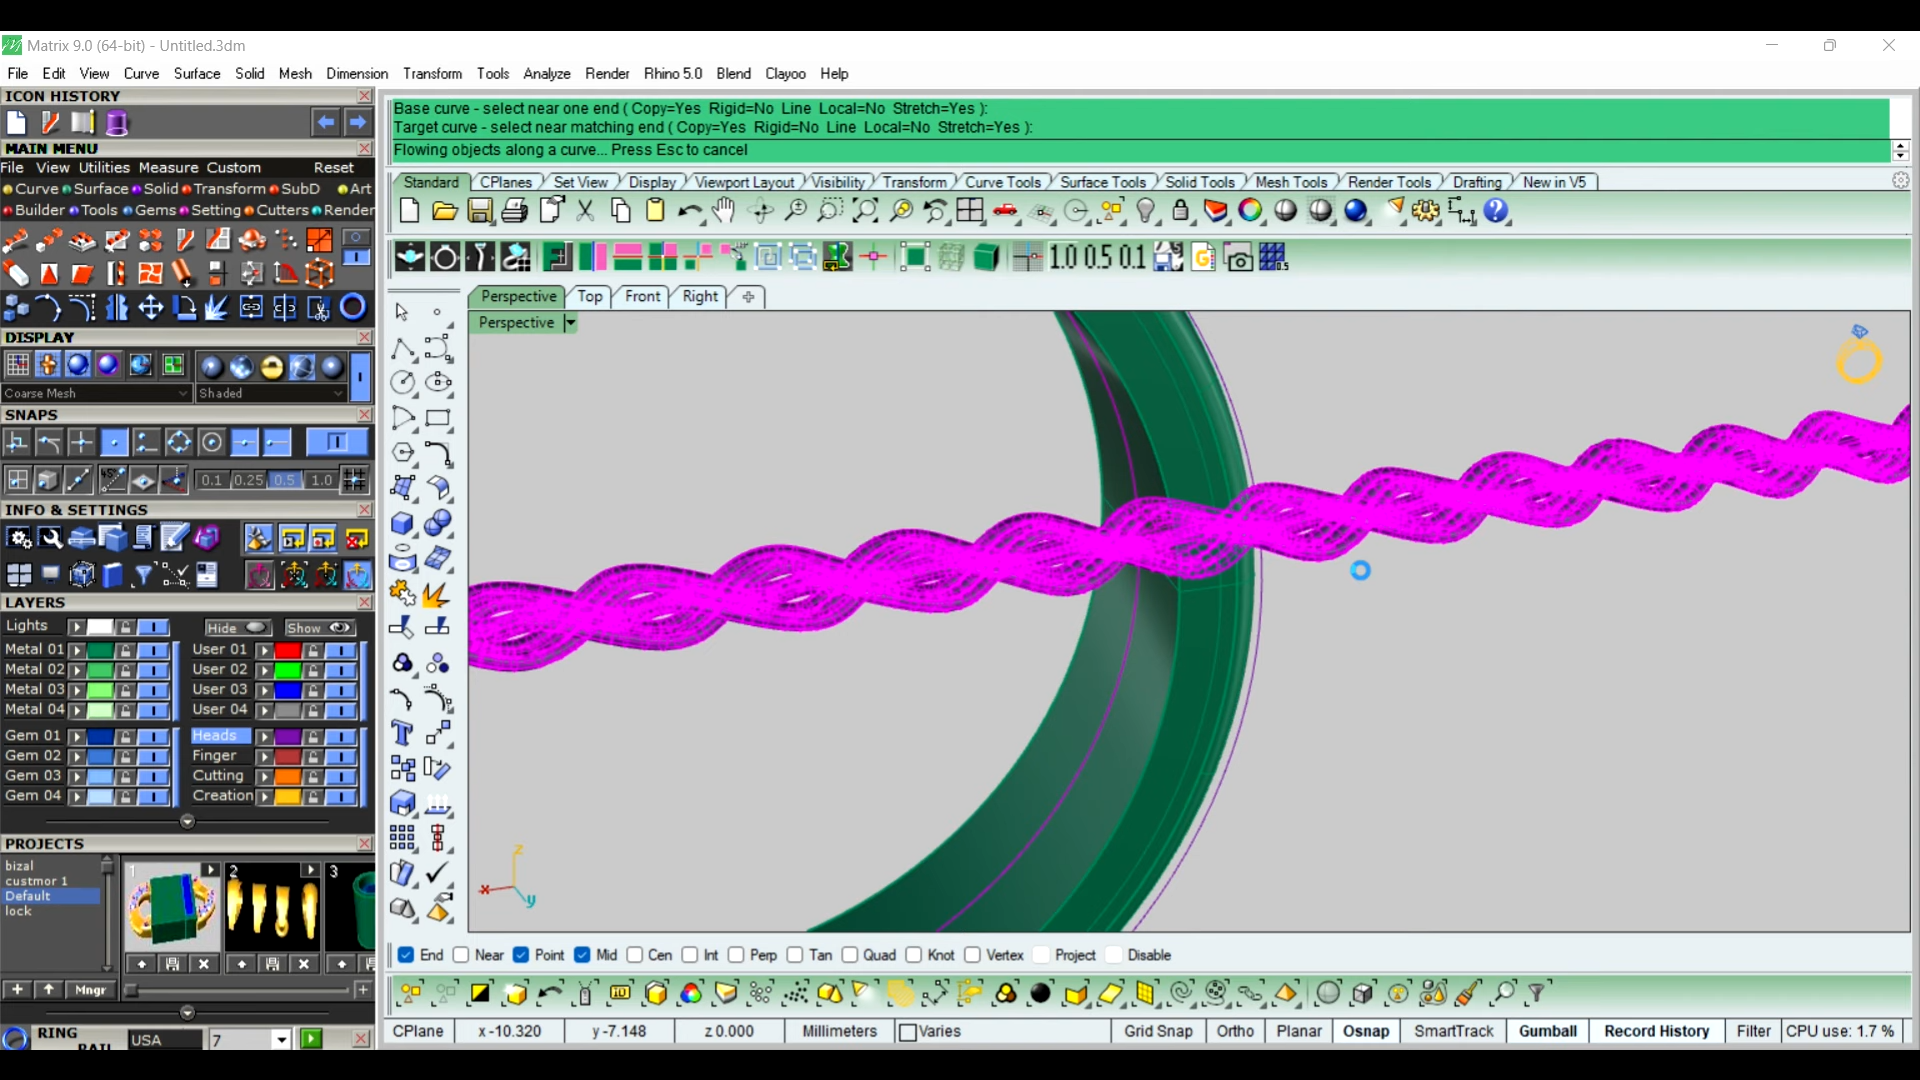 Matrix 9.0 (64-bit) - Untitled.3dm
File Edit View Curve Surface Solid Mesh Dimension Transform Tools Analyze Render Rhino 5.0 Blend Clayoo Help
ICON HISTORY
MAIN MENU
File View Utilities Measure Custom Reset
Curve Surface Solid Transform SubD Art
Builder Tools Gems Setting Cutters Render
DISPLAY
Coarse Mesh Shaded
SNAPS
0.1 0.25 0.5 1.0
INFO & SETTINGS
LAYERS
Lights Hide Show
Metal 01 User 01
Metal 02 User 02
Metal 03 User 03
Metal 04 User 04
Gem 01 Heads
Gem 02 Finger
Gem 03 Cutting
Gem 04 Creation
PROJECTS
bizal
custmor 1
Default
lock
1 2 3
Mngr
RING
RAIL USA 7
Base curve - select near one end ( Copy=Yes Rigid=No Line Local=No Stretch=Yes ):
Target curve - select near matching end ( Copy=Yes Rigid=No Line Local=No Stretch=Yes ):
Flowing objects along a curve... Press Esc to cancel
Standard CPlanes Set View Display Viewport Layout Visibility Transform Curve Tools Surface Tools Solid Tools Mesh Tools Render Tools Drafting New in V5
1.0 0.5 0.1
Perspective Top Front Right
Perspective
z
x
y
End Near Point Mid Cen Int Perp Tan Quad Knot Vertex Project Disable
CPlane x -10.320 y -7.148 z 0.000 Millimeters Varies Grid Snap Ortho Planar Osnap SmartTrack Gumball Record History Filter CPU use: 1.7 %